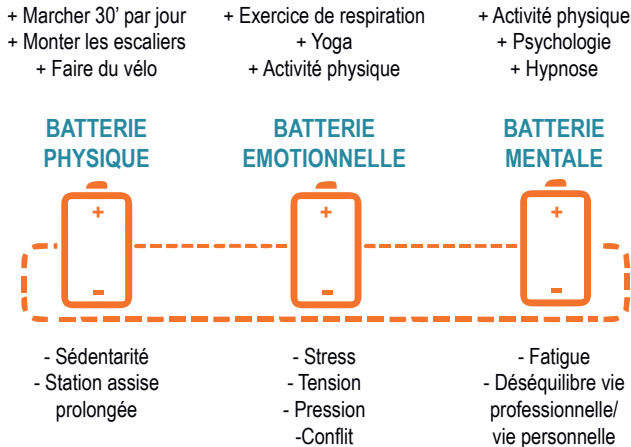 + Marcher 30’ par jour
+ Monter les escaliers
+ Faire du vélo
+ Exercice de respiration
+ Yoga
+ Activité physique
+ Activité physique
+ Psychologie
+ Hypnose
BATTERIE
PHYSIQUE
BATTERIE
EMOTIONNELLE
BATTERIE
MENTALE
+
-
+
-
+
-
- Sédentarité
- Station assise
prolongée
- Stress
- Tension
- Pression
-Conflit
- Fatigue
- Déséquilibre vie
professionnelle/
vie personnelle